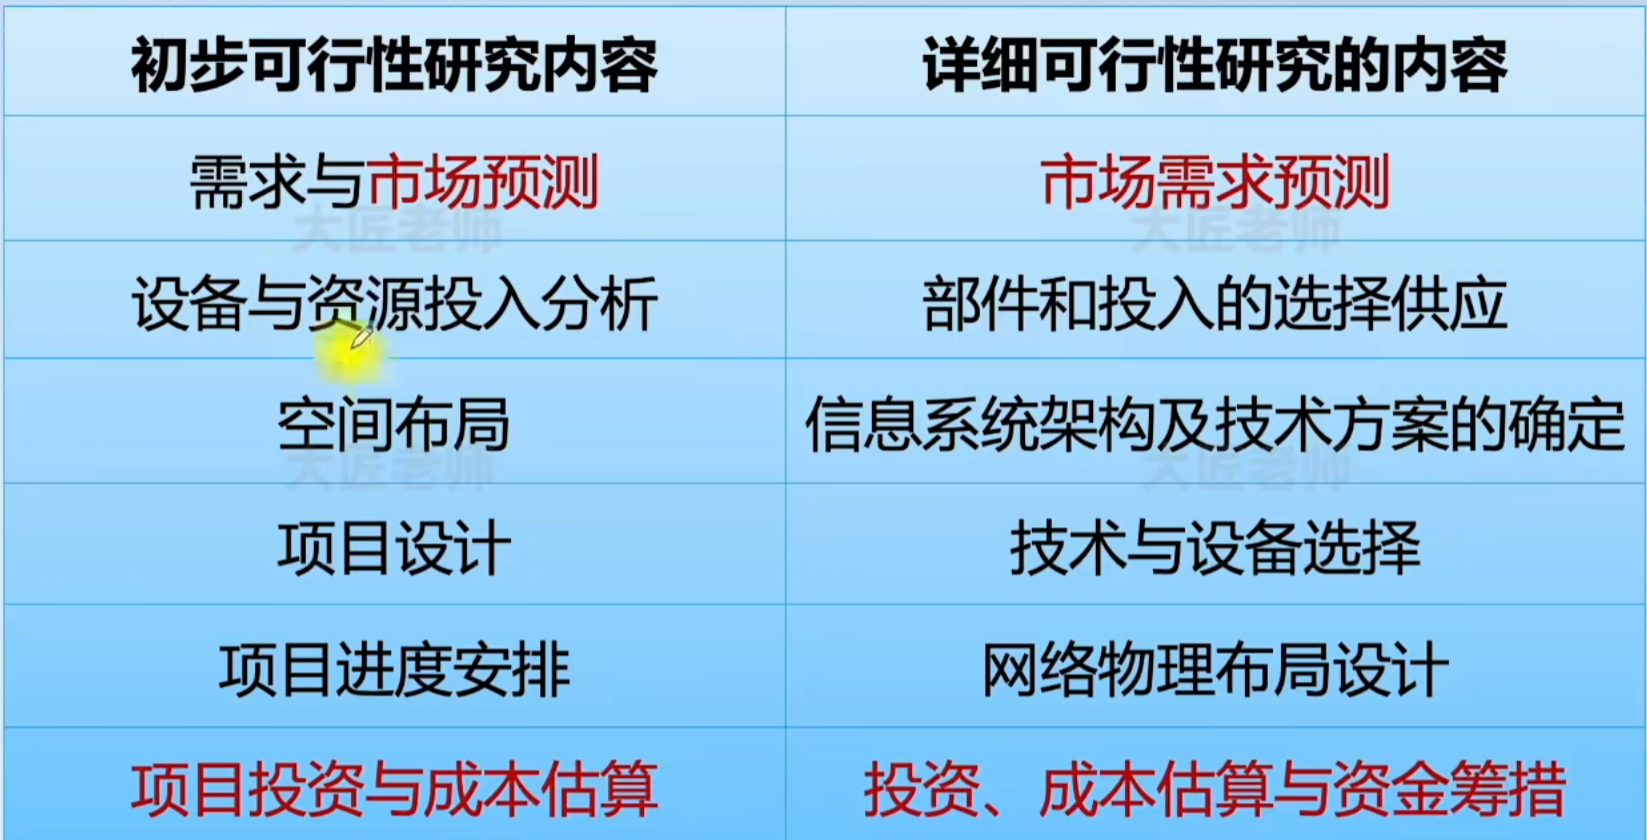 初步可行性研究内容 详细可行性研究的内容
需求与市场预测 市场需求预测
大匠老师 大匠老师
设备与资源投入分析 部件和投入的选择供应
空间布局 信息系统架构及技术方案的确定
大匠老师 大匠老师
项目设计 技术与设备选择
项目进度安排 网络物理布局设计
项目投资与成本估算 投资、成本估算与资金筹措